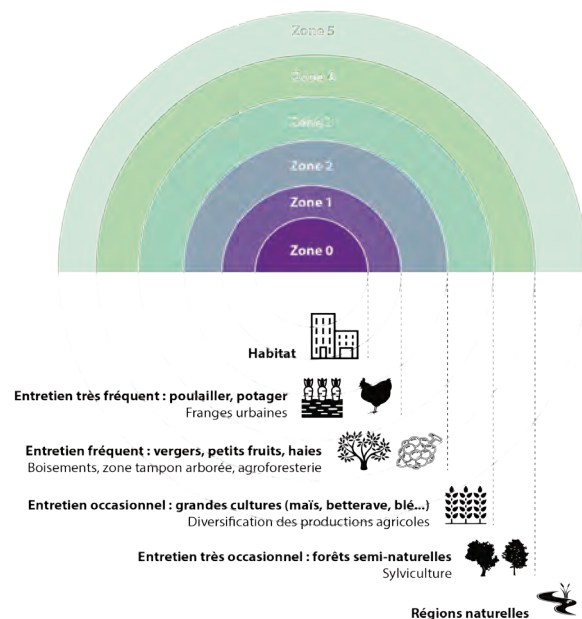 Zone 5
Zone 4
Zone 3
Zone 2
Zone 1
Zone 0
Habitat
Entretien très fréquent : poulailler, potager
Franges urbaines
Entretien fréquent : vergers, petits fruits, haies
Boisements, zone tampon arborée, agroforesterie
Entretien occasionnel : grandes cultures (maïs, betterave, blé...)
Diversification des productions agricoles
Entretien très occasionnel : forêts semi-naturelles
Sylviculture
Régions naturelles